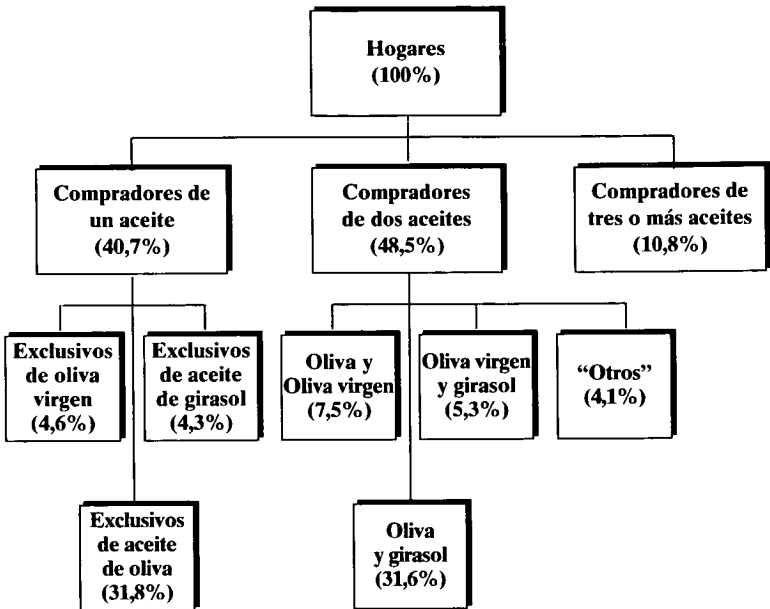 Hogares
(100%)
Compradores de
un aceite
(40,7%)
Compradores
de dos aceites
(48,5%)
Compradores de
tres o más aceites
(10,8%)
Exclusivos
de oliva
virgen
(4,6%)
Exclusivos
de aceite
de girasol
(4,3%)
Oliva y
Oliva virgen
(7,5%)
Oliva virgen
y girasol
(5,3%)
“Otros”
(4,1%)
Exclusivos
de aceite
de oliva
(31,8%)
Oliva
y girasol
(31,6%)